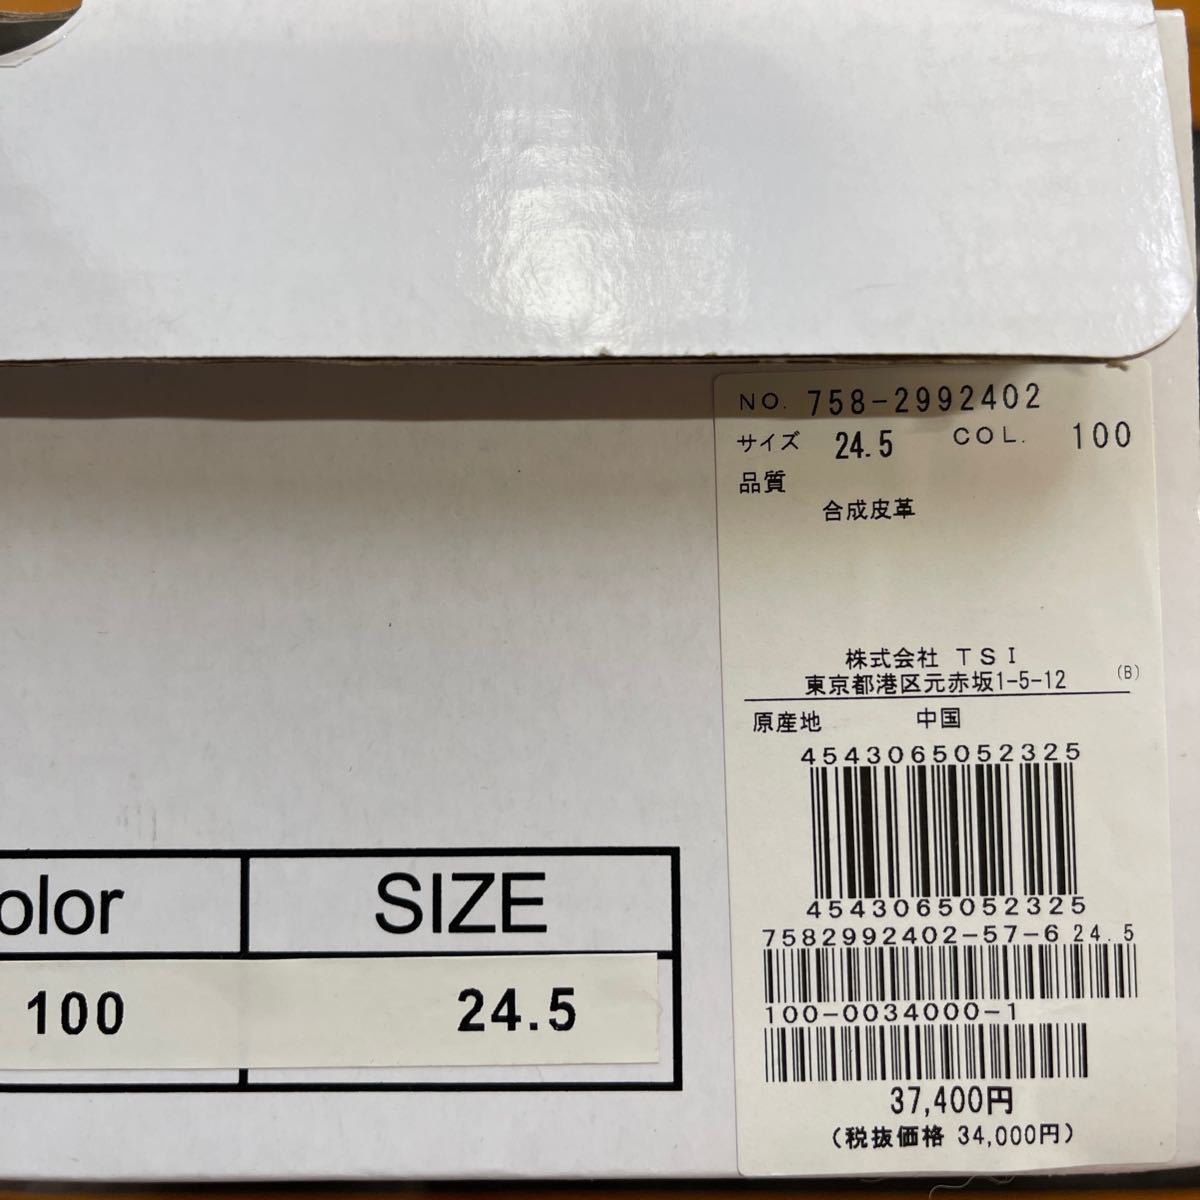 NO. 758-2992402
サイズ 24.5 COL. 100
品質
合成皮革
株式会社 TSI
東京都港区元赤坂1-5-12 (B)
原産地 中国
4543065052325
4543065052325
7582992402-57-6 24.5
100-0034000-1
37,400円
(税抜価格 34,000円)
olor SIZE
100 24.5